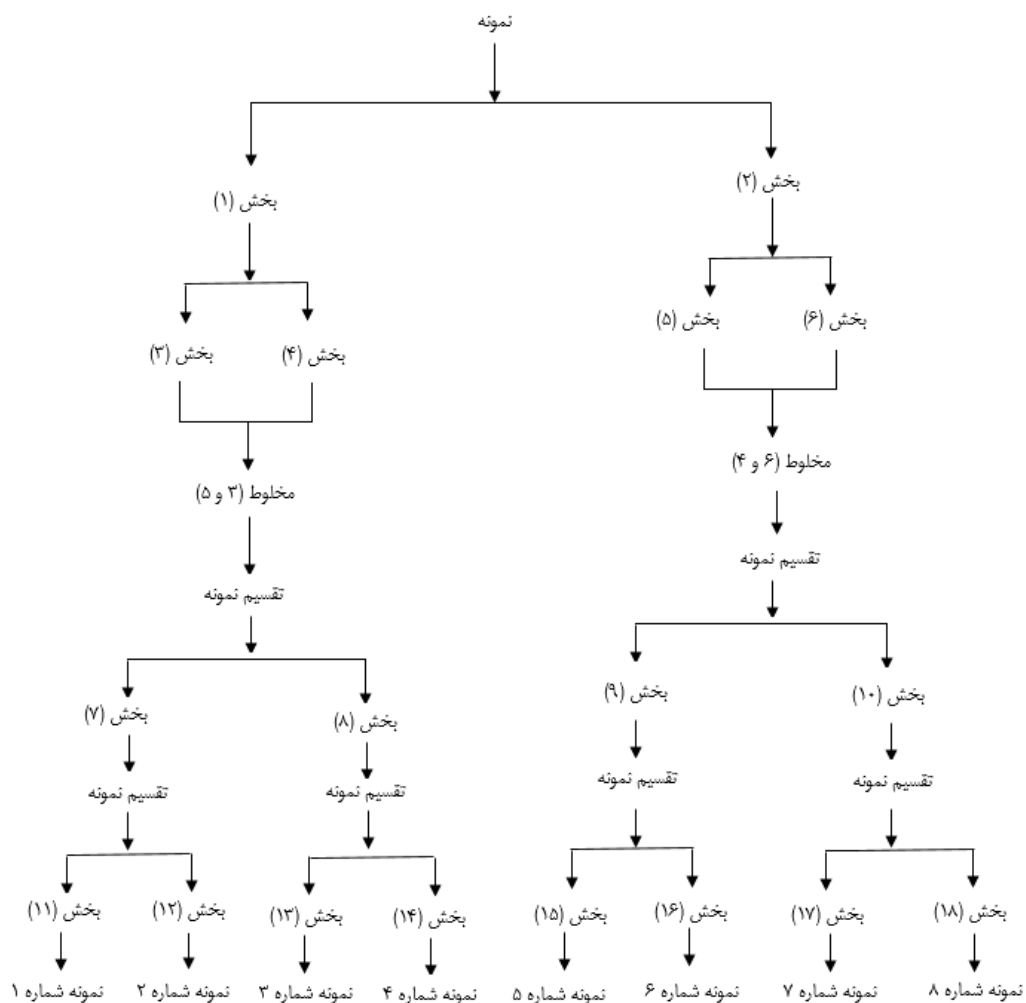 نمونه
بخش (۱)
بخش (۲)
بخش (۳)
بخش (۴)
بخش (۵)
بخش (۶)
مخلوط (۳ و ۵)
مخلوط (۶ و ۴)
تقسیم نمونه
تقسیم نمونه
بخش (۷)
بخش (۸)
بخش (۹)
بخش (۱۰)
تقسیم نمونه
تقسیم نمونه
تقسیم نمونه
تقسیم نمونه
بخش (۱۱)
بخش (۱۲)
بخش (۱۳)
بخش (۱۴)
بخش (۱۵)
بخش (۱۶)
بخش (۱۷)
بخش (۱۸)
نمونه شماره ۱
نمونه شماره ۲
نمونه شماره ۳
نمونه شماره ۴
نمونه شماره ۵
نمونه شماره ۶
نمونه شماره ۷
نمونه شماره ۸